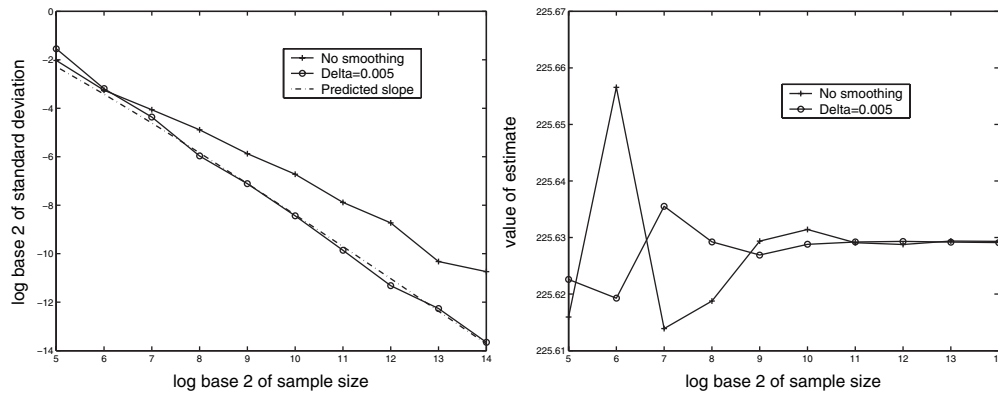 0
−2
−4
−6
−8
−10
−12
−14
5 6 7 8 9 10 11 12 13 14
log base 2 of sample size
log base 2 of standard deviation
No smoothing
Delta=0.005
Predicted slope
225.67
225.66
225.65
225.64
225.63
225.62
225.61
5 6 7 8 9 10 11 12 13 1
log base 2 of sample size
value of estimate
No smoothing
Delta=0.005